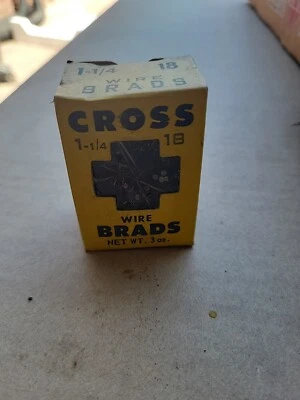 1-1/4 18
WIRE
BRADS
CROSS
1-1/4 18
WIRE
BRADS
NET WT. 3 oz.